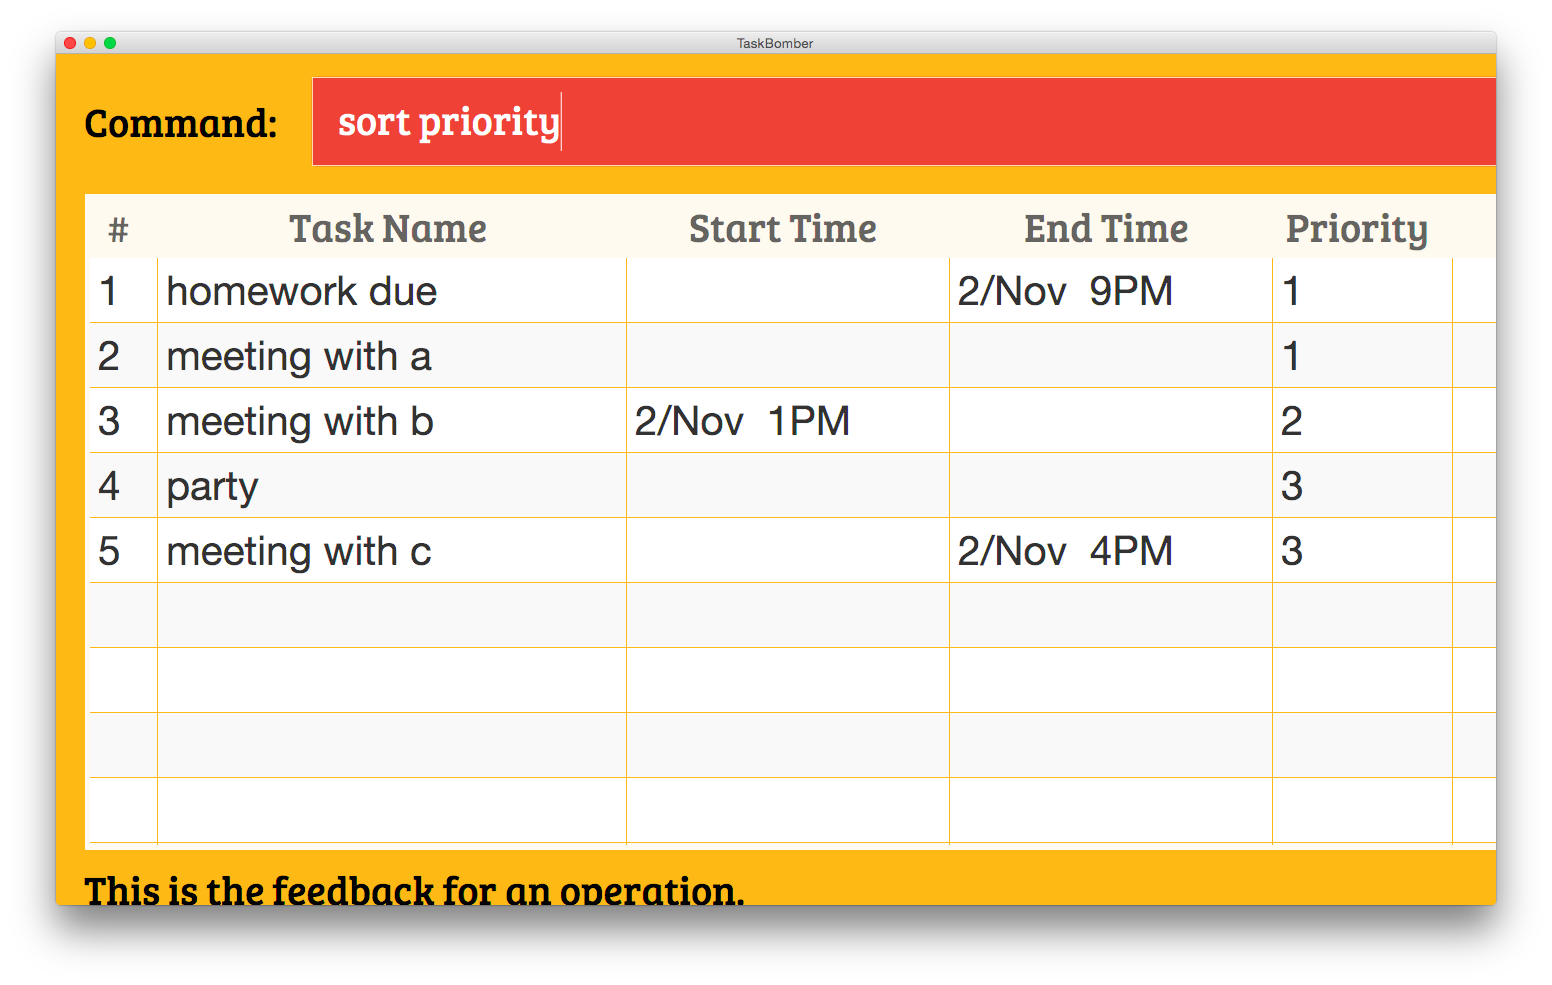 TaskBomber
Command: sort priority
# Task Name Start Time End Time Priority
1 homework due 2/Nov 9PM 1
2 meeting with a 1
3 meeting with b 2/Nov 1PM 2
4 party 3
5 meeting with c 2/Nov 4PM 3
This is the feedback for an operation.